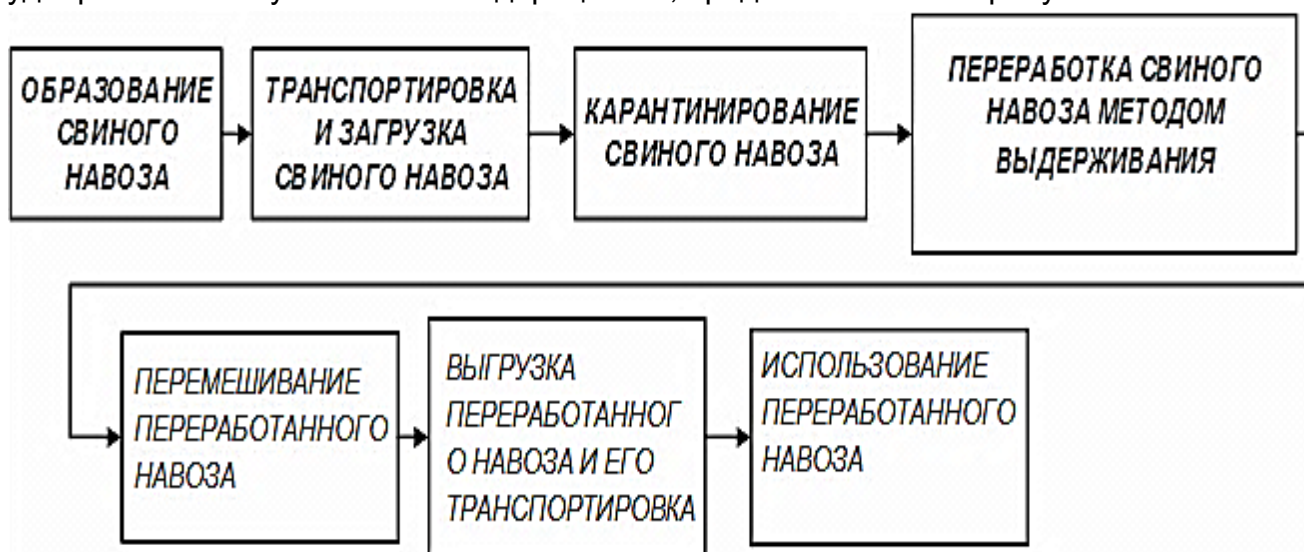 ОБРАЗОВАНИЕ
СВИНОГО
НАВОЗА
ТРАНСПОРТИРОВКА
И ЗАГРУЗКА
СВИНОГО НАВОЗА
КАРАНТИНИРОВАНИЕ
СВИНОГО НАВОЗА
ПЕРЕРАБОТКА СВИНОГО
НАВОЗА МЕТОДОМ
ВЫДЕРЖИВАНИЯ
ПЕРЕМЕШИВАНИЕ
ПЕРЕРАБОТАННОГО
НАВОЗА
ВЫГРУЗКА
ПЕРЕРАБОТАННОГ
О НАВОЗА И ЕГО
ТРАНСПОРТИРОВКА
ИСПОЛЬЗОВАНИЕ
ПЕРЕРАБОТАННОГО
НАВОЗА